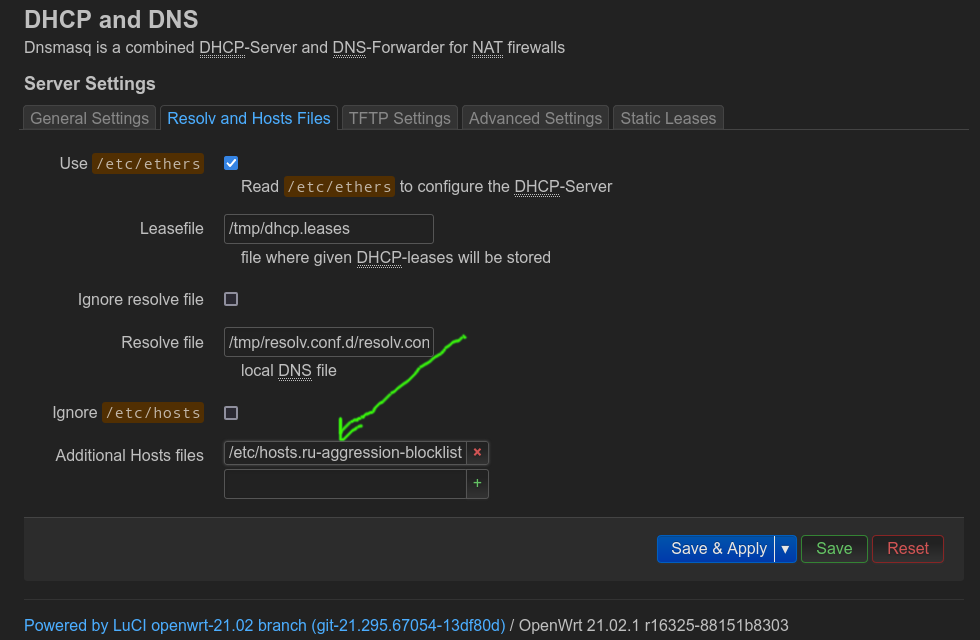 DHCP and DNS
Dnsmasq is a combined DHCP-Server and DNS-Forwarder for NAT firewalls
Server Settings
General Settings Resolv and Hosts Files TFTP Settings Advanced Settings Static Leases
Use /etc/ethers
Read /etc/ethers to configure the DHCP-Server
Leasefile /tmp/dhcp.leases
file where given DHCP-leases will be stored
Ignore resolve file
Resolve file /tmp/resolv.conf.d/resolv.con
local DNS file
Ignore /etc/hosts
Additional Hosts files /etc/hosts.ru-aggression-blocklist ×
+
Save & Apply ▼ Save Reset
Powered by LuCI openwrt-21.02 branch (git-21.295.67054-13df80d) / OpenWrt 21.02.1 r16325-88151b8303